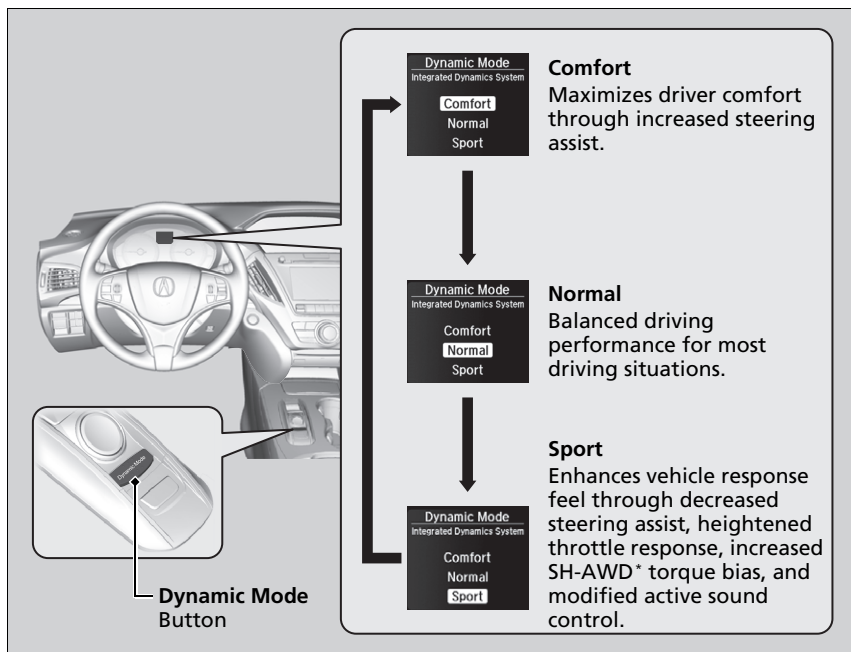 Dynamic Mode
Integrated Dynamics System
Comfort
Normal
Sport
Comfort
Maximizes driver comfort
through increased steering
assist.
Dynamic Mode
Integrated Dynamics System
Comfort
Normal
Sport
Normal
Balanced driving
performance for most
driving situations.
Dynamic Mode
Integrated Dynamics System
Comfort
Normal
Sport
Sport
Enhances vehicle response
feel through decreased
steering assist, heightened
throttle response, increased
SH-AWD* torque bias, and
modified active sound
control.
Dynamic Mode
Dynamic Mode
Button